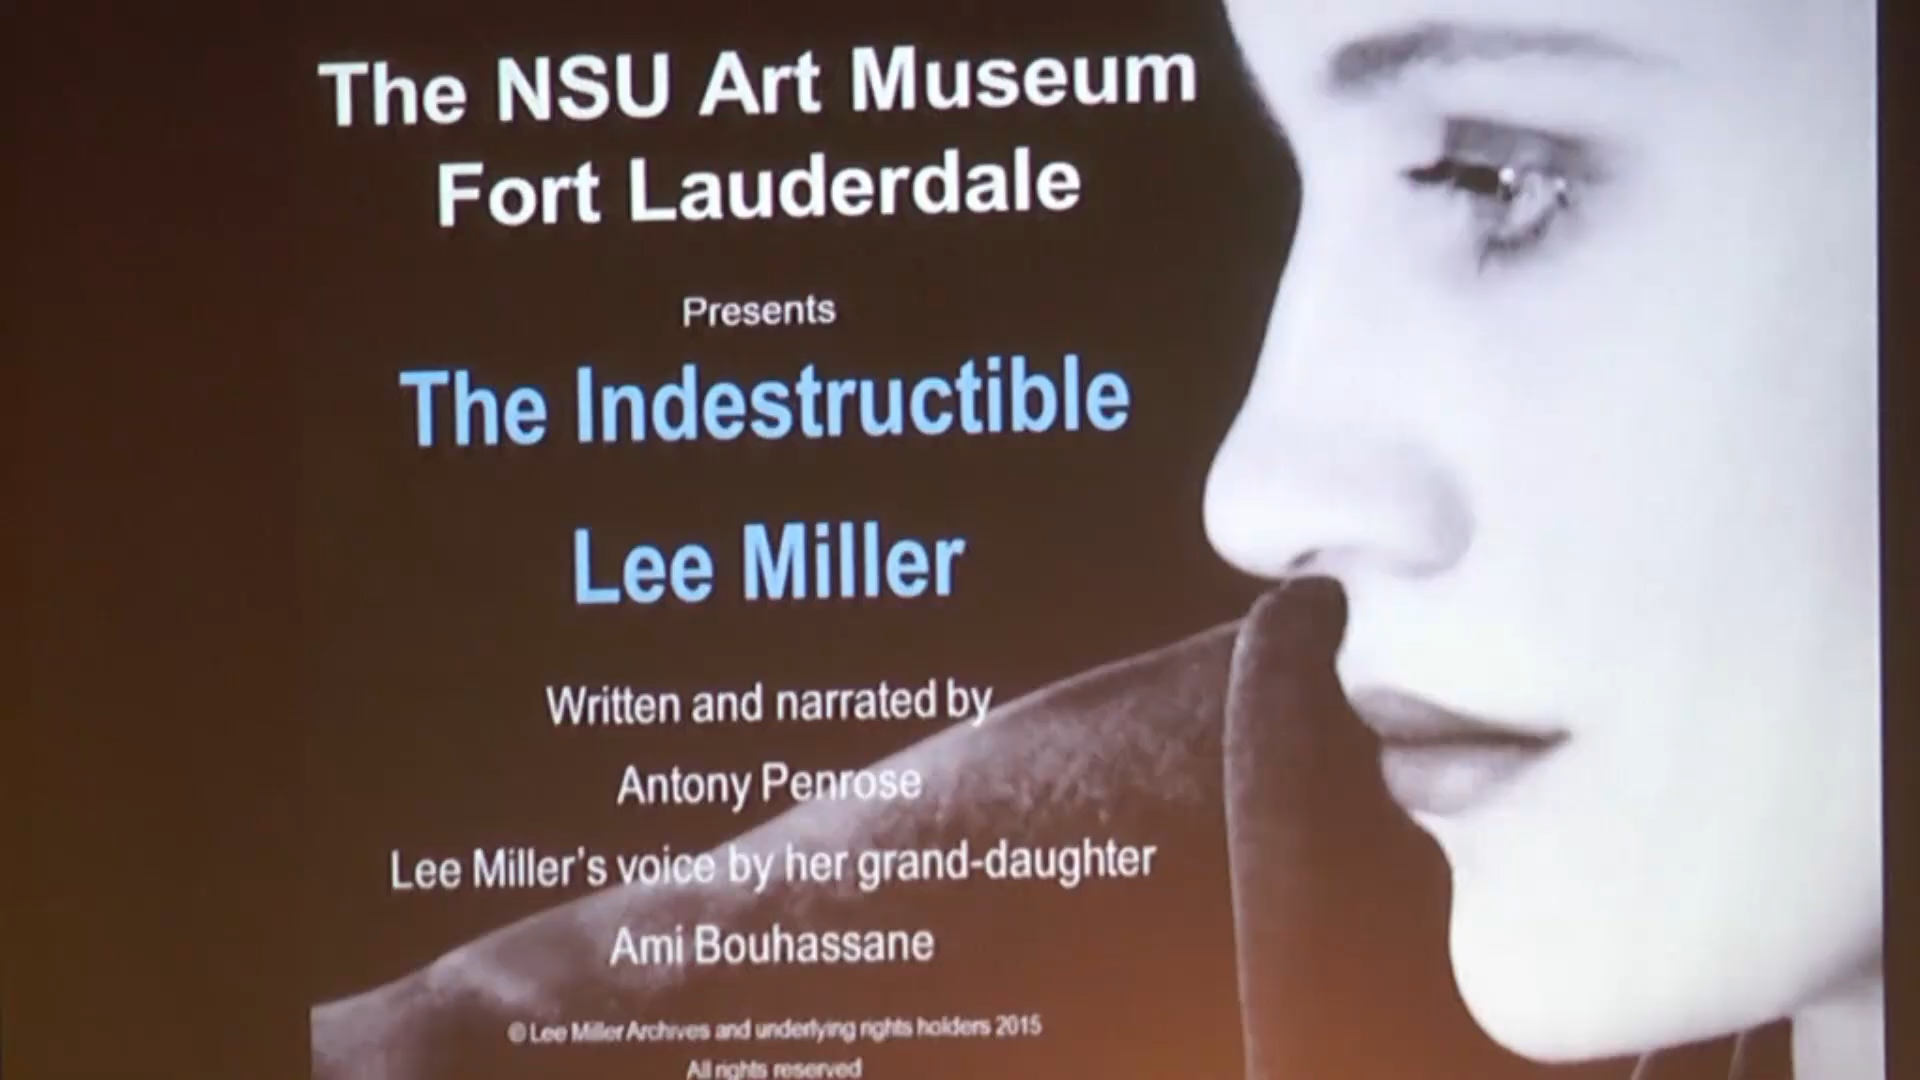 The NSU Art Museum
Fort Lauderdale
Presents
The Indestructible
Lee Miller
Written and narrated by
Antony Penrose
Lee Miller's voice by her grand-daughter
Ami Bouhassane
© Lee Miller Archives and underlying rights holders 2015
All rights reserved